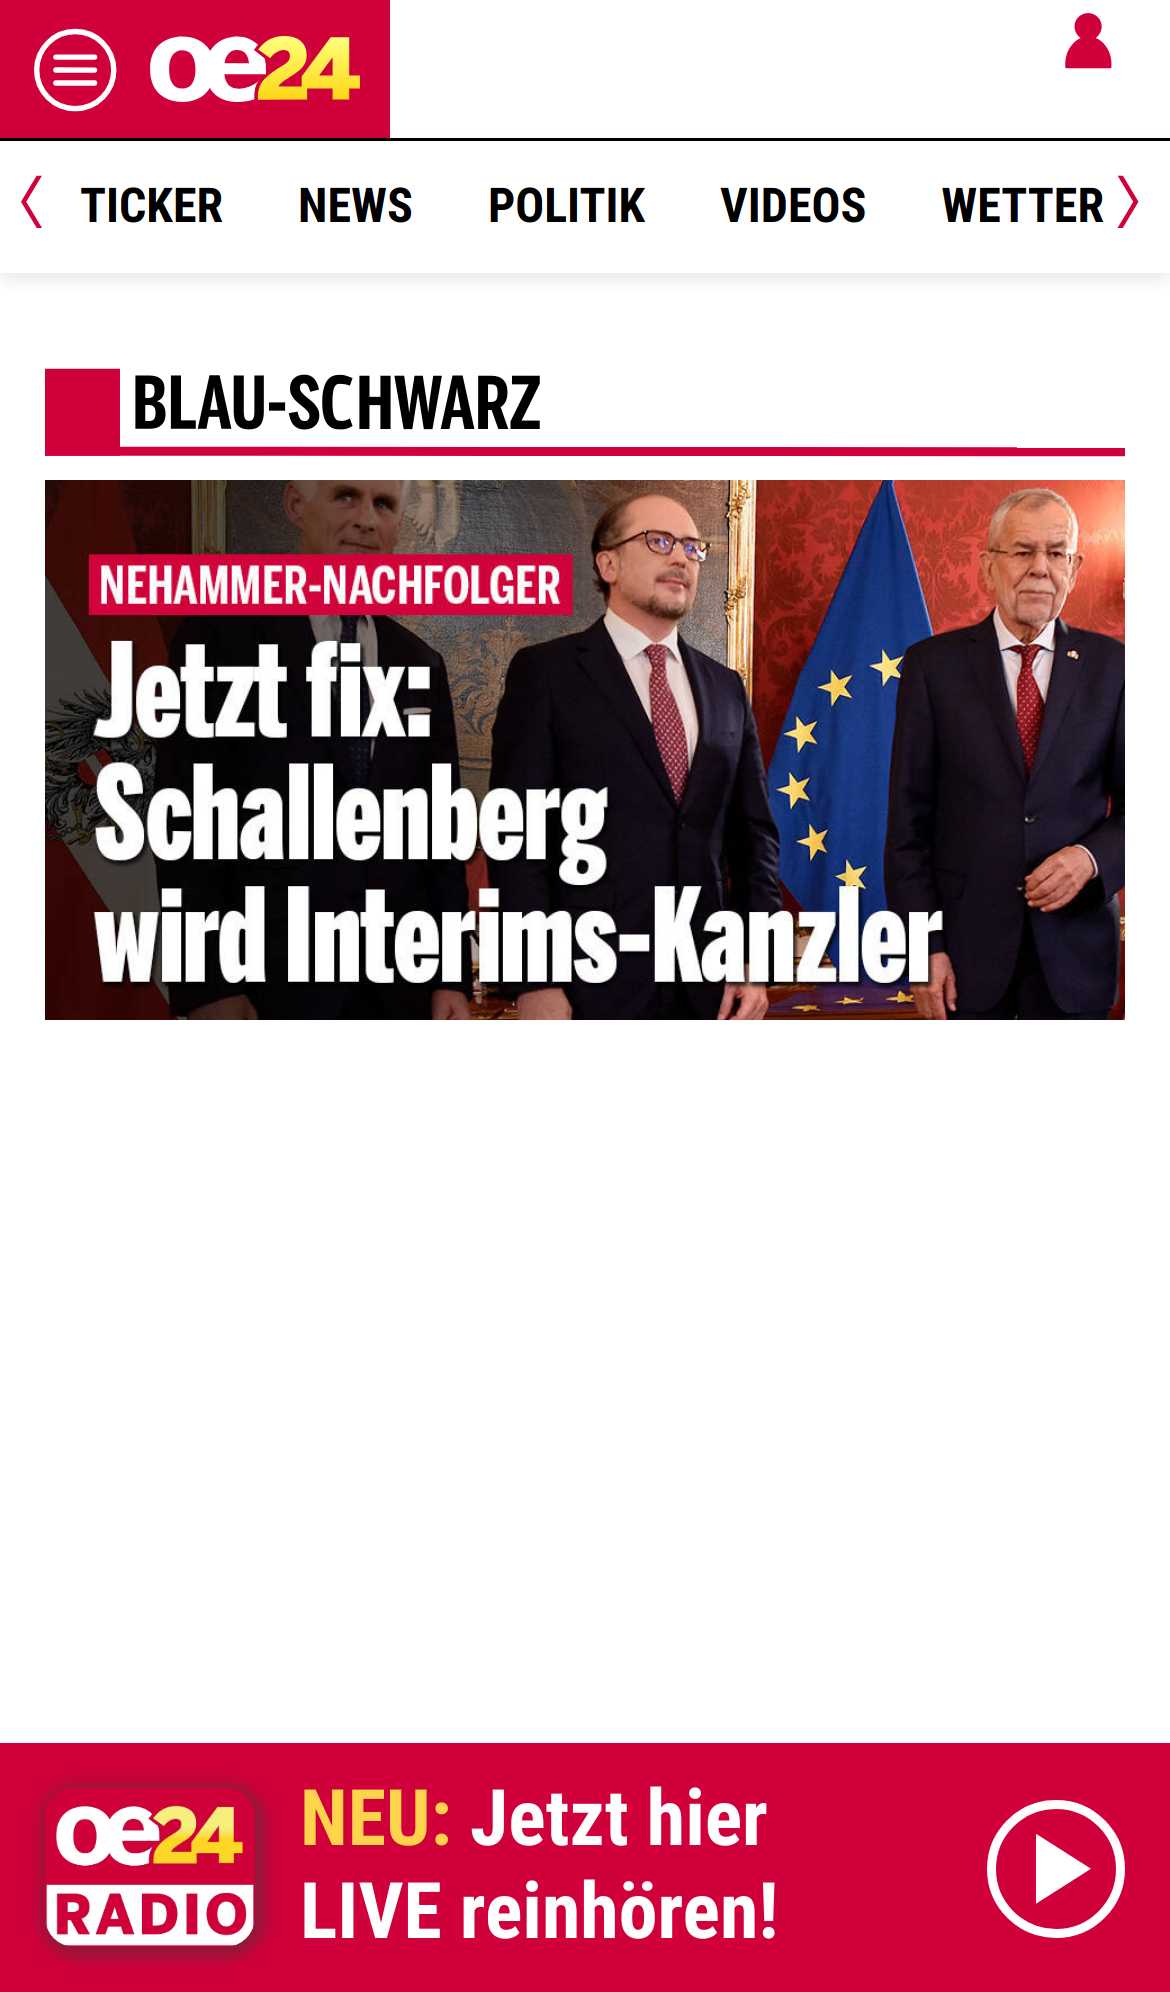 oe24
TICKER NEWS POLITIK VIDEOS WETTER
BLAU-SCHWARZ
NEHAMMER-NACHFOLGER
Jetzt fix:
Schallenberg
wird Interims-Kanzler
oe24
RADIO
NEU: Jetzt hier
LIVE reinhören!